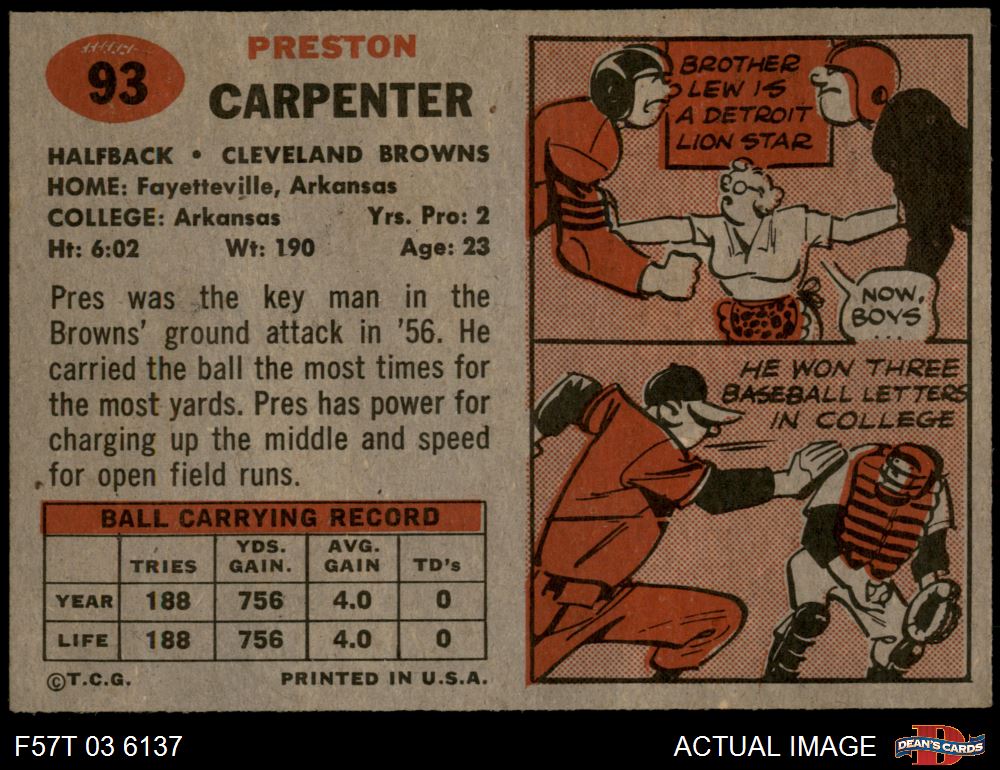 93
PRESTON
CARPENTER
HALFBACK • CLEVELAND BROWNS
HOME: Fayetteville, Arkansas
COLLEGE: Arkansas Yrs. Pro: 2
Ht: 6:02 Wt: 190 Age: 23
Pres was the key man in the
Browns' ground attack in '56. He
carried the ball the most times for
the most yards. Pres has power for
charging up the middle and speed
for open field runs.
BALL CARRYING RECORD
TRIES YDS. GAIN. AVG. GAIN TD's
YEAR 188 756 4.0 0
LIFE 188 756 4.0 0
©T.C.G. PRINTED IN U.S.A.
BROTHER
LEW IS
A DETROIT
LION STAR
NOW,
BOYS
HE WON THREE
BASEBALL LETTERS
IN COLLEGE
F57T 03 6137
ACTUAL IMAGE
D
DEAN'S CARDS